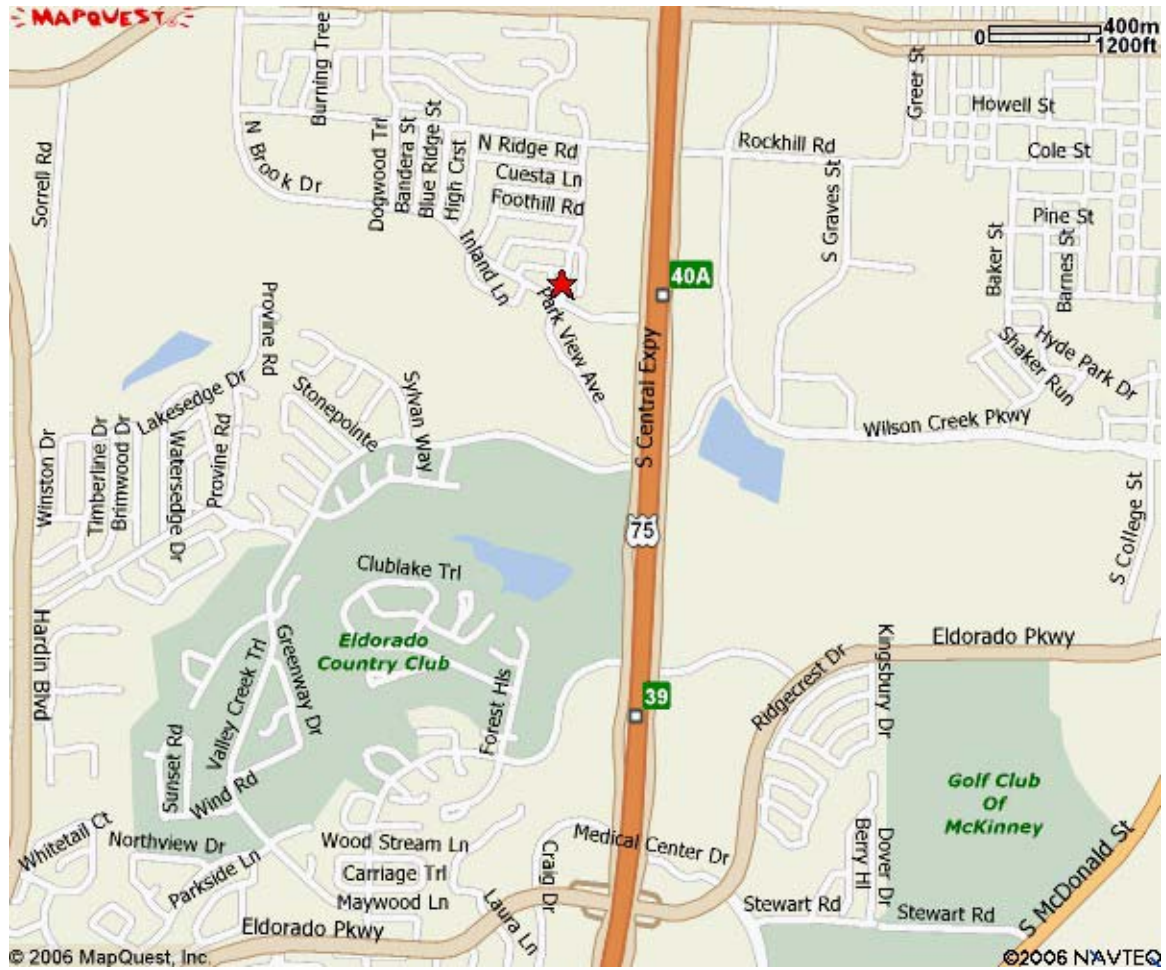 MAPQUEST
400m
0
1200ft
Burning Tree
Greer St
Howell St
N Brook Dr
Dogwood Trl
Bandera St
Blue Ridge St
High Crst
N Ridge Rd
Rockhill Rd
Cole St
Sorrell Rd
Cuesta Ln
Foothill Rd
S Graves St
Baker St
Pine St
Barnes St
Inland Ln
40A
Park View Ave
Provine Rd
S Central Expy
Shaker Run
Hyde Park Dr
Lakesedge Dr
Stonepointe
Sylvan Way
Wilson Creek Pkwy
Winston Dr
Timberline Dr
Brimwood Dr
Watersedge Dr
Provine Rd
75
S College St
Clublake Trl
Hardin Blvd
Eldorado
Country Club
Valley Creek Trl
Greenway Dr
Forest Hls
Ridgecrest Dr
Kingsbury Dr
Eldorado Pkwy
39
Sunset Rd
Wind Rd
Golf Club
Of
McKinney
Whitetail Ct
Northview Dr
Parkside Ln
Wood Stream Ln
Carriage Trl
Maywood Ln
Laura Ln
Craig Dr
Medical Center Dr
Berry Hl
Dover Dr
Stewart Rd
Stewart Rd
S McDonald St
Eldorado Pkwy
© 2006 MapQuest, Inc.
©2006 NAVTEQ